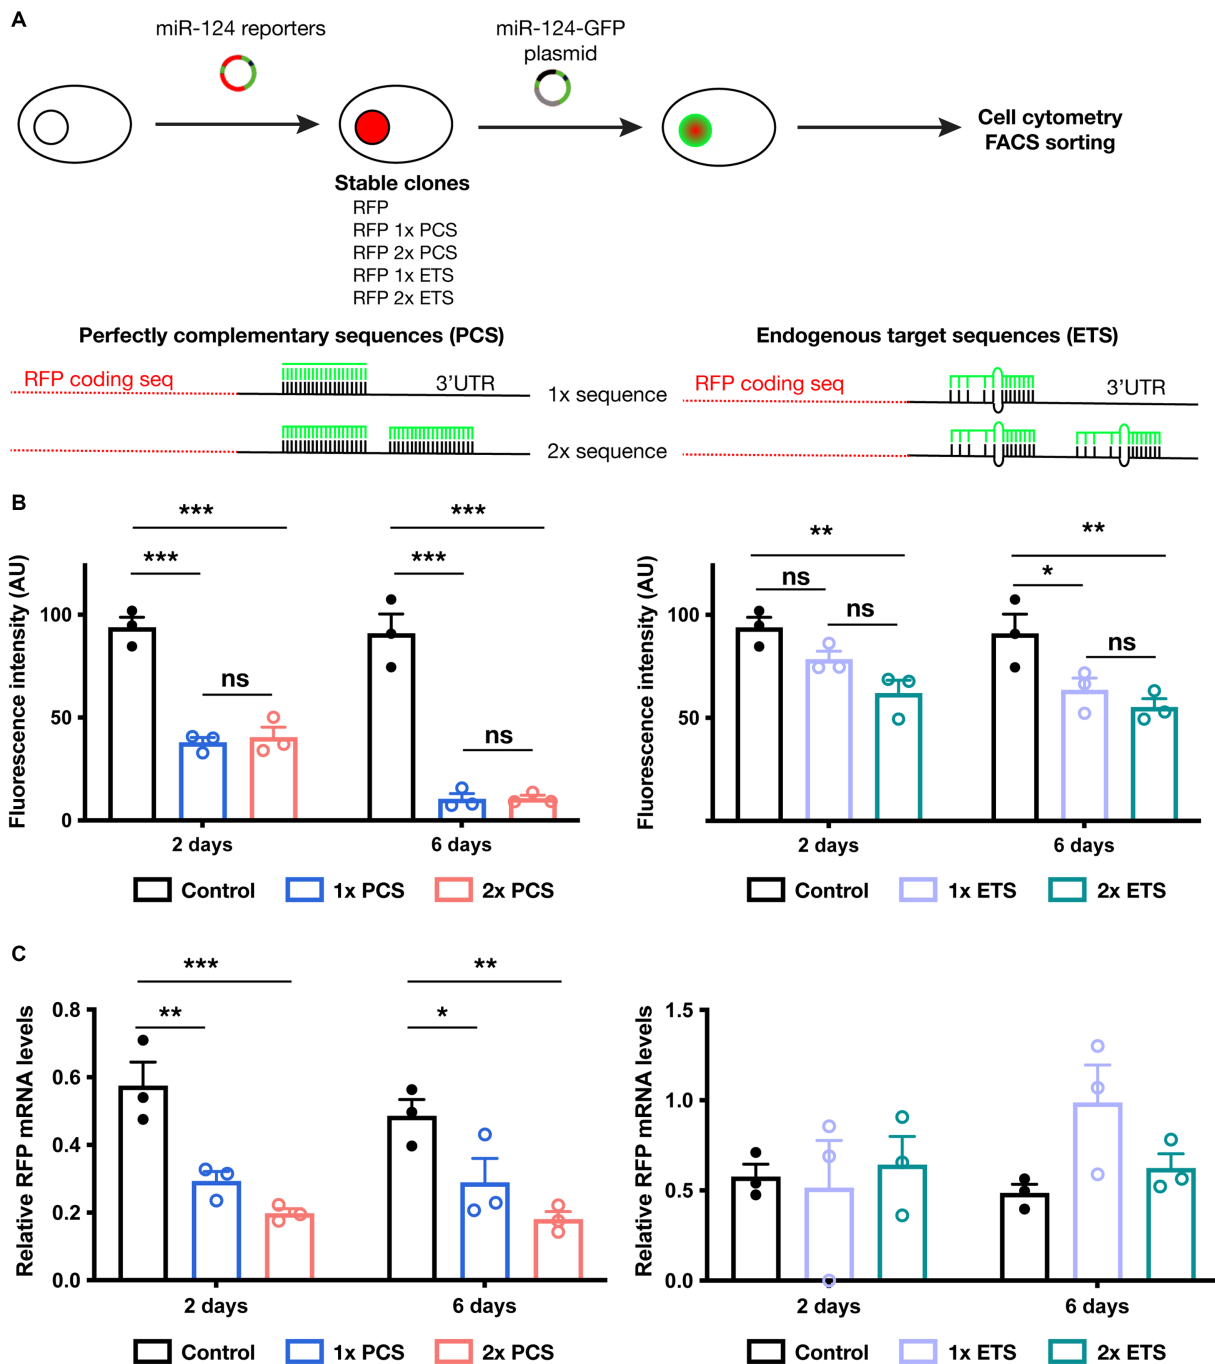 A
miR-124 reporters
miR-124-GFP
plasmid
Cell cytometry
FACS sorting
Stable clones
RFP
RFP 1x PCS
RFP 2x PCS
RFP 1x ETS
RFP 2x ETS
Perfectly complementary sequences (PCS)
Endogenous target sequences (ETS)
RFP coding seq
3'UTR
1x sequence
RFP coding seq
3'UTR
2x sequence
B
Fluorescence intensity (AU)
100
50
0
***
***
ns
***
***
ns
2 days
6 days
Control
1x PCS
2x PCS
Fluorescence intensity (AU)
100
50
**
ns
ns
**
*
ns
2 days
6 days
Control
1x ETS
2x ETS
C
Relative RFP mRNA levels
0.8
0.6
0.4
0.2
0.0
***
**
**
*
2 days
6 days
Control
1x PCS
2x PCS
Relative RFP mRNA levels
1.5
1.0
0.5
0.0
2 days
6 days
Control
1x ETS
2x ETS